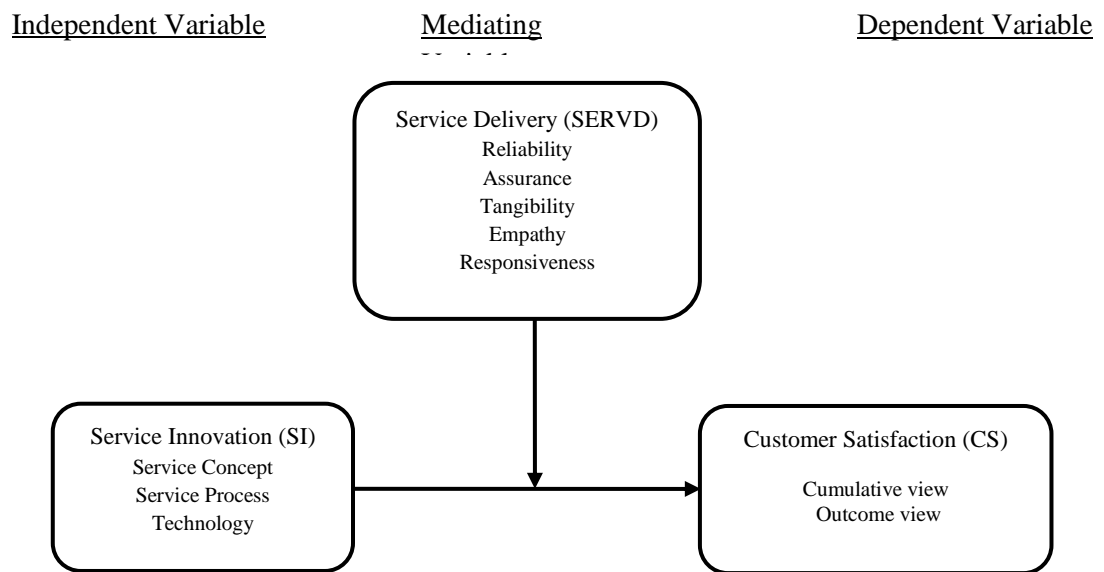 Independent Variable
Mediating
Dependent Variable
Service Delivery (SERVD)
Reliability
Assurance
Tangibility
Empathy
Responsiveness
Service Innovation (SI)
Service Concept
Service Process
Technology
Customer Satisfaction (CS)
Cumulative view
Outcome view